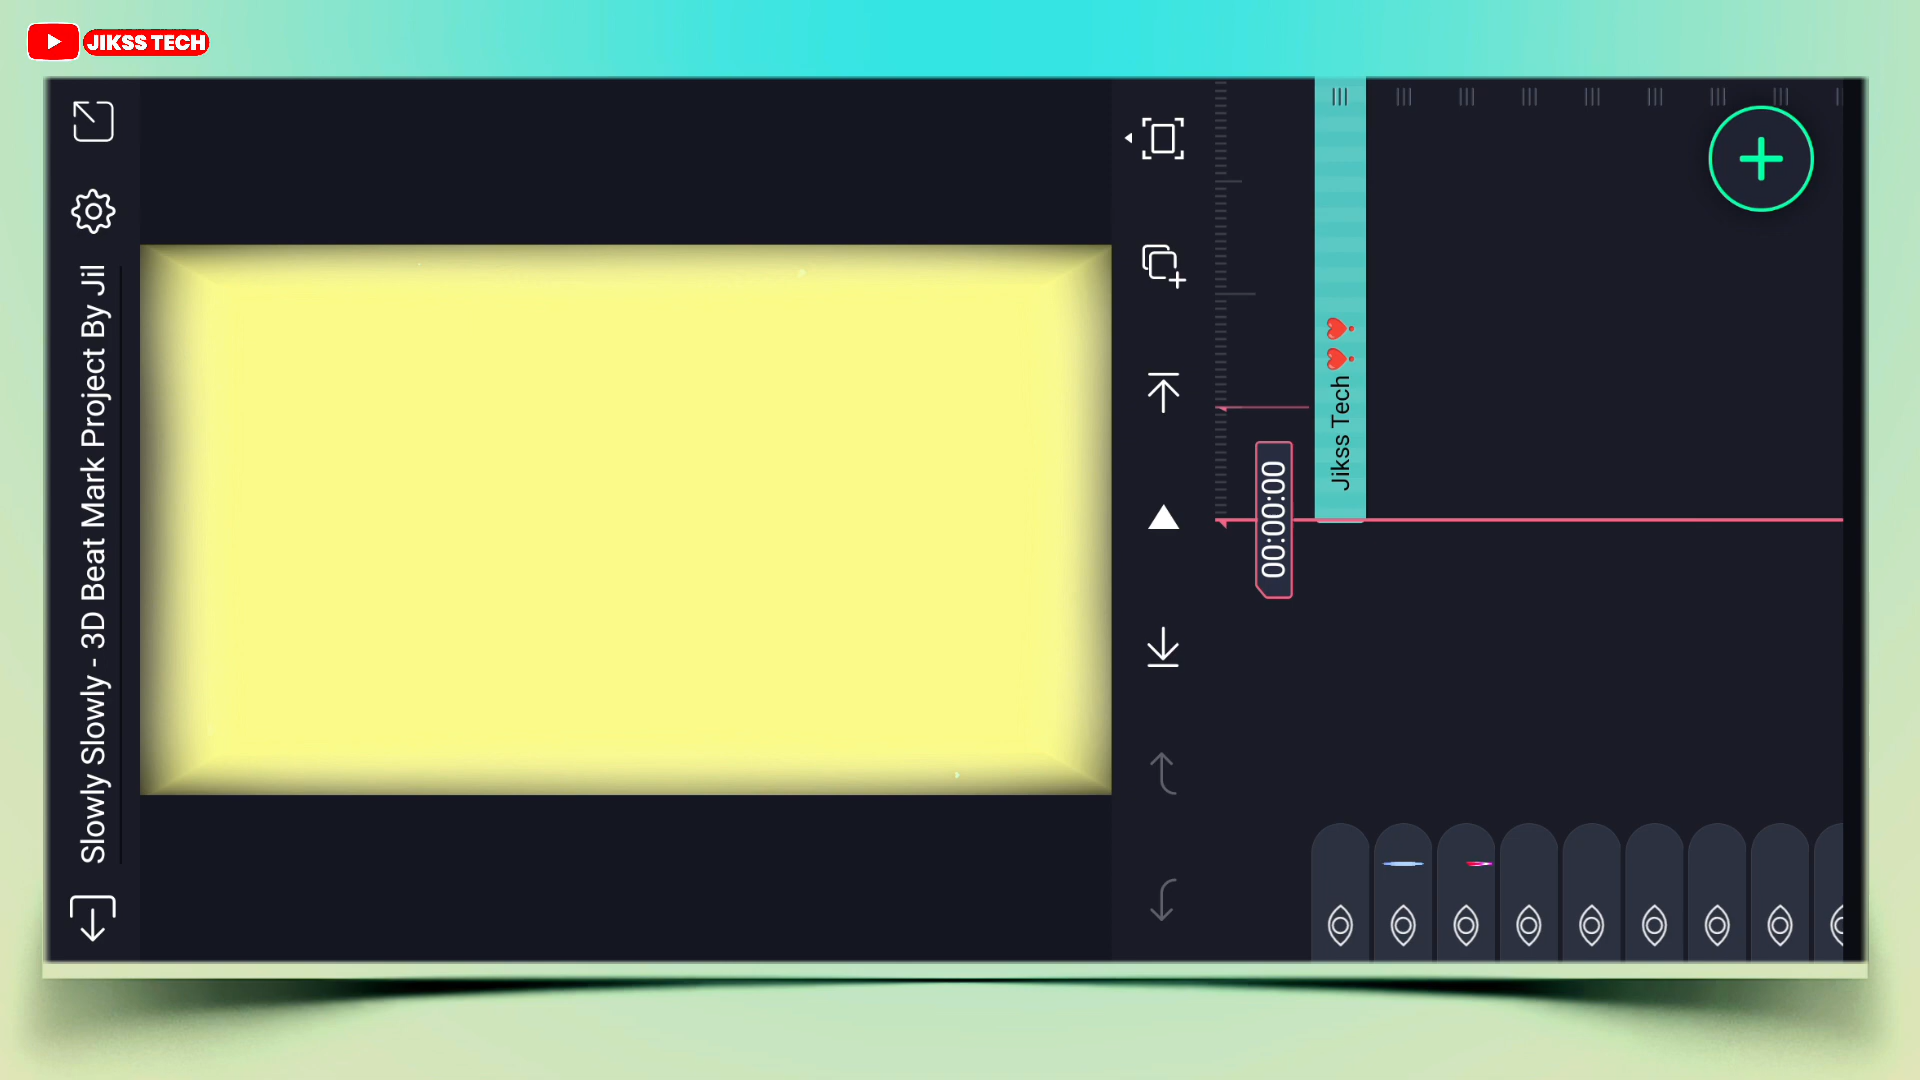 JIKSS TECH
Slowly Slowly - 3D Beat Mark Project By Jil
00:00:00
Jikss Tech ❣️❣️